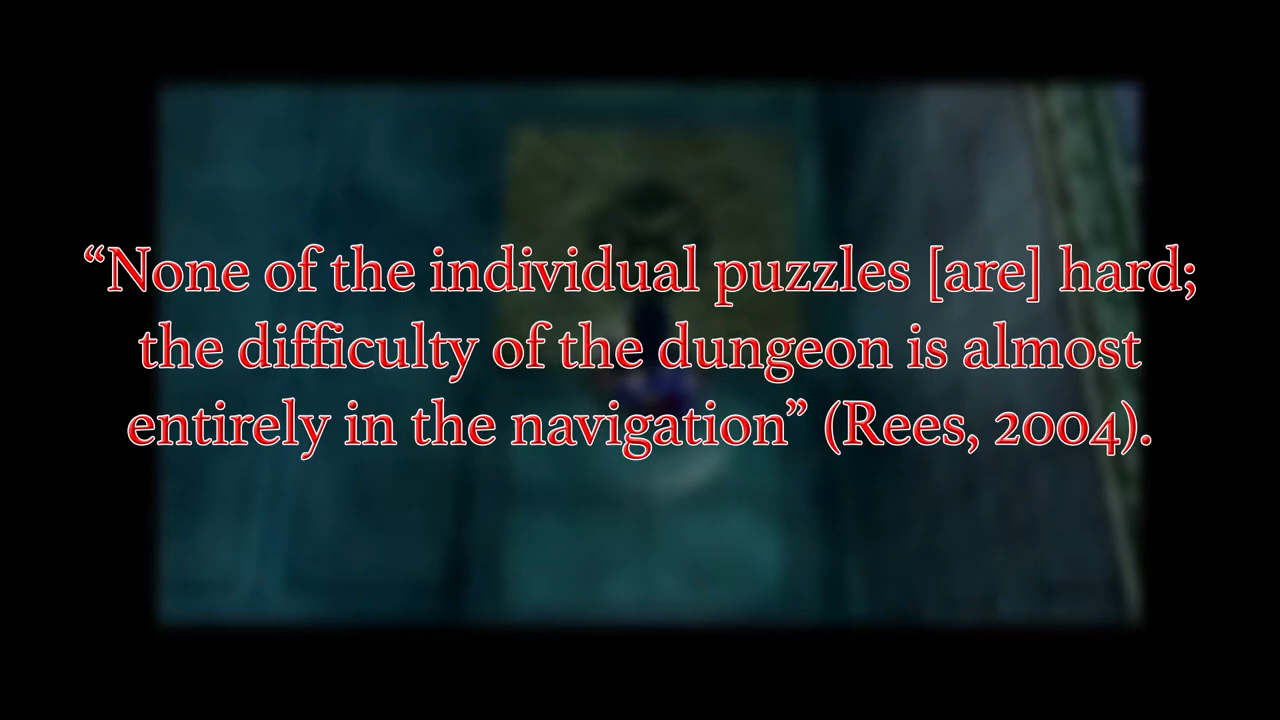 “None of the individual puzzles [are] hard;
the difficulty of the dungeon is almost
entirely in the navigation” (Rees, 2004).